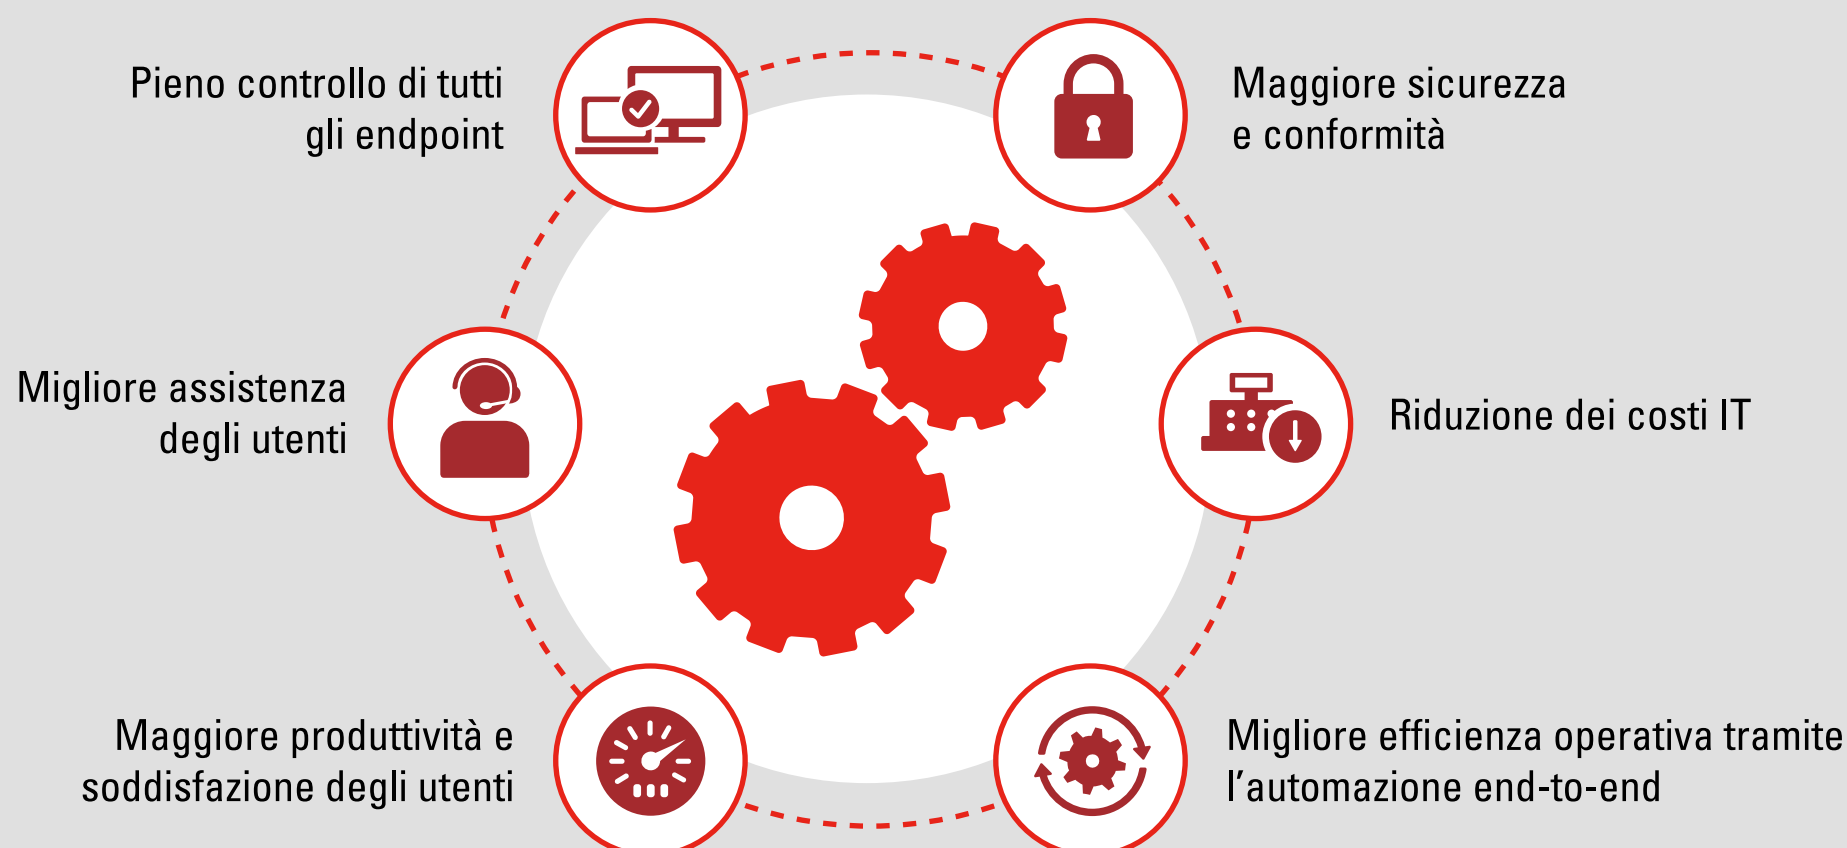 Pieno controllo di tutti
gli endpoint
Maggiore sicurezza
e conformità
Migliore assistenza
degli utenti
Riduzione dei costi IT
Maggiore produttività e
soddisfazione degli utenti
Migliore efficienza operativa tramite
l’automazione end-to-end